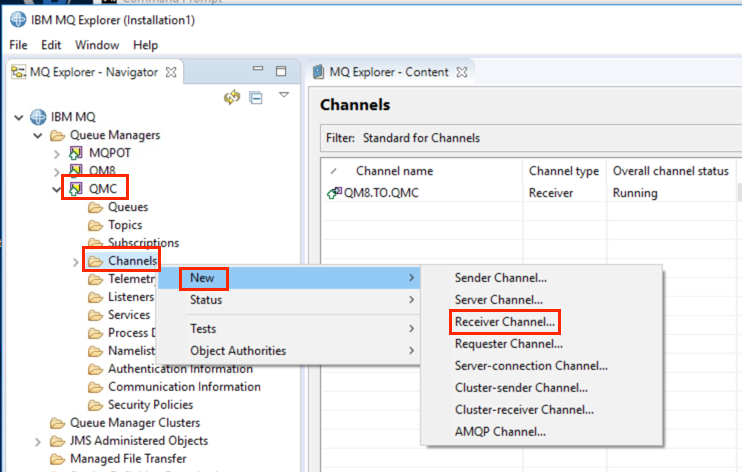 Command Prompt
IBM MQ Explorer (Installation1)
File Edit Window Help
MQ Explorer - Navigator
IBM MQ
Queue Managers
MQPOT
QM8
QMC
Queues
Topics
Subscriptions
Channels
Telemetry
Listeners
Services
Process D
Namelist
Authentication Information
Communication Information
Security Policies
Queue Manager Clusters
JMS Administered Objects
Managed File Transfer
MQ Explorer - Content
Channels
Filter: Standard for Channels
Channel name Channel type Overall channel status
QM8.TO.QMC Receiver Running
New
Status
Tests
Object Authorities
Sender Channel...
Server Channel...
Receiver Channel...
Requester Channel...
Server-connection Channel...
Cluster-sender Channel...
Cluster-receiver Channel...
AMQP Channel...